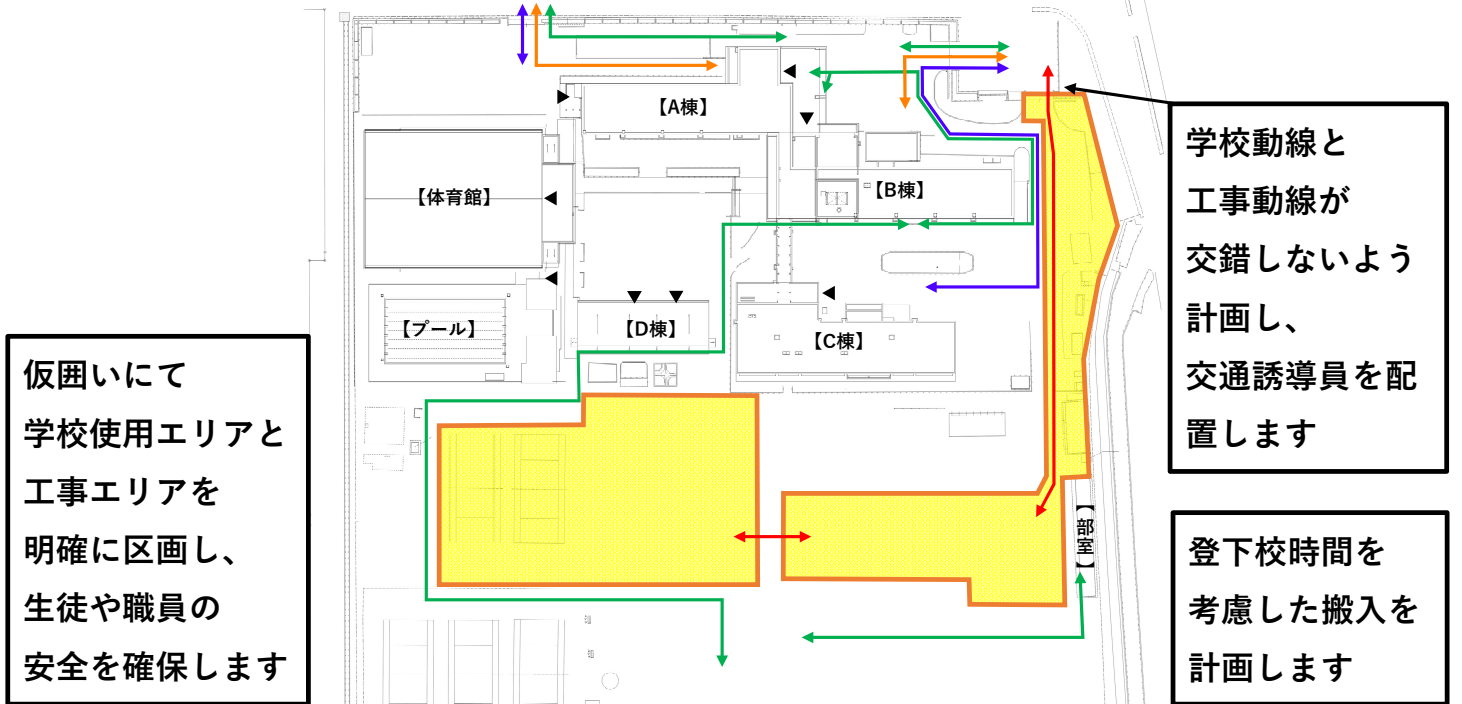 【A棟】
【体育館】
【B棟】
【プール】
【D棟】
【C棟】
【部室】
学校動線と
工事動線が
交錯しないよう
計画し、
交通誘導員を配
置します
仮囲いにて
学校使用エリアと
工事エリアを
明確に区画し、
生徒や職員の
安全を確保します
登下校時間を
考慮した搬入を
計画します